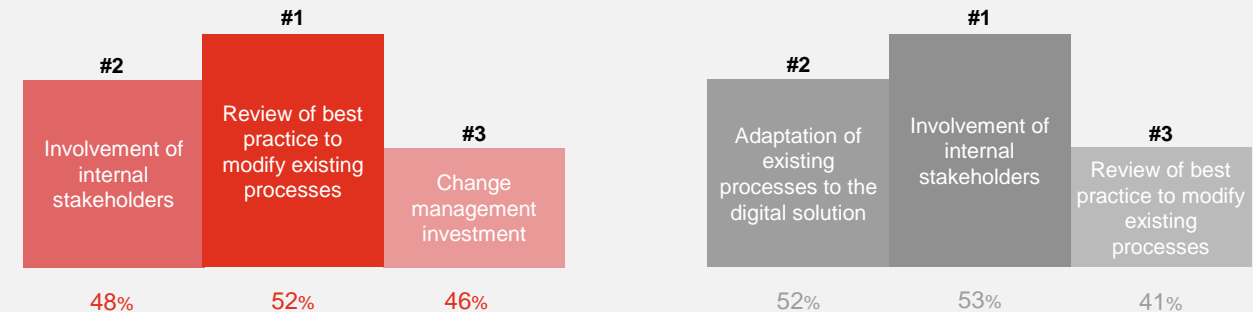 #1
#2
#3
Involvement of
internal
stakeholders
Review of best
practice to
modify existing
processes
Change
management
investment
48%
52%
46%
#1
#2
#3
Adaptation of
existing
processes to the
digital solution
Involvement of
internal
stakeholders
Review of best
practice to modify
existing
processes
52%
53%
41%